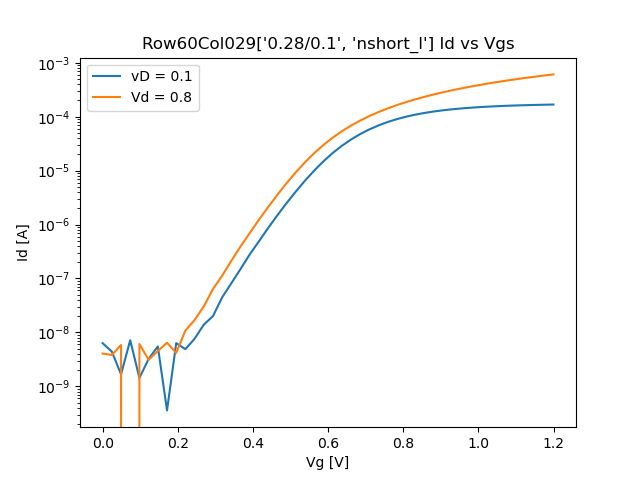 Row60Col029['0.28/0.1', 'nshort_l'] Id vs Vgs
vD = 0.1
Vd = 0.8
Id [A]
10⁻³
10⁻⁴
10⁻⁵
10⁻⁶
10⁻⁷
10⁻⁸
10⁻⁹
0.0 0.2 0.4 0.6 0.8 1.0 1.2
Vg [V]